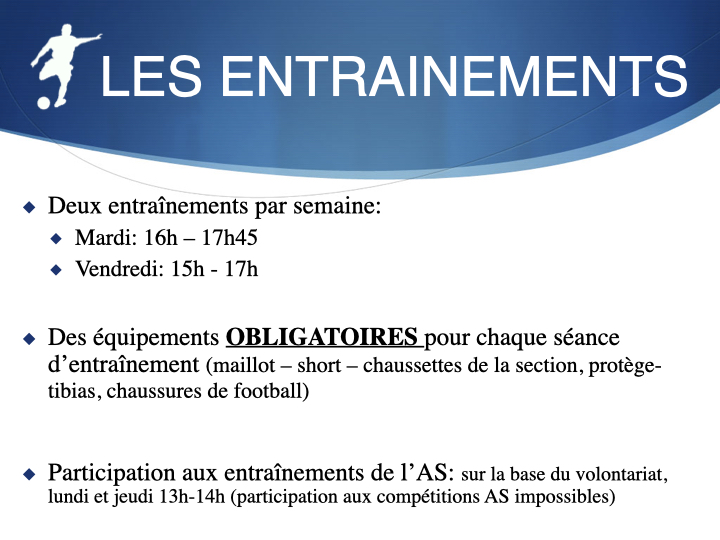 LES ENTRAINEMENTS
Deux entraînements par semaine:
Mardi: 16h – 17h45
Vendredi: 15h - 17h
Des équipements OBLIGATOIRES pour chaque séance
d’entraînement (maillot – short – chaussettes de la section, protège-
tibias, chaussures de football)
Participation aux entraînements de l’AS: sur la base du volontariat,
lundi et jeudi 13h-14h (participation aux compétitions AS impossibles)